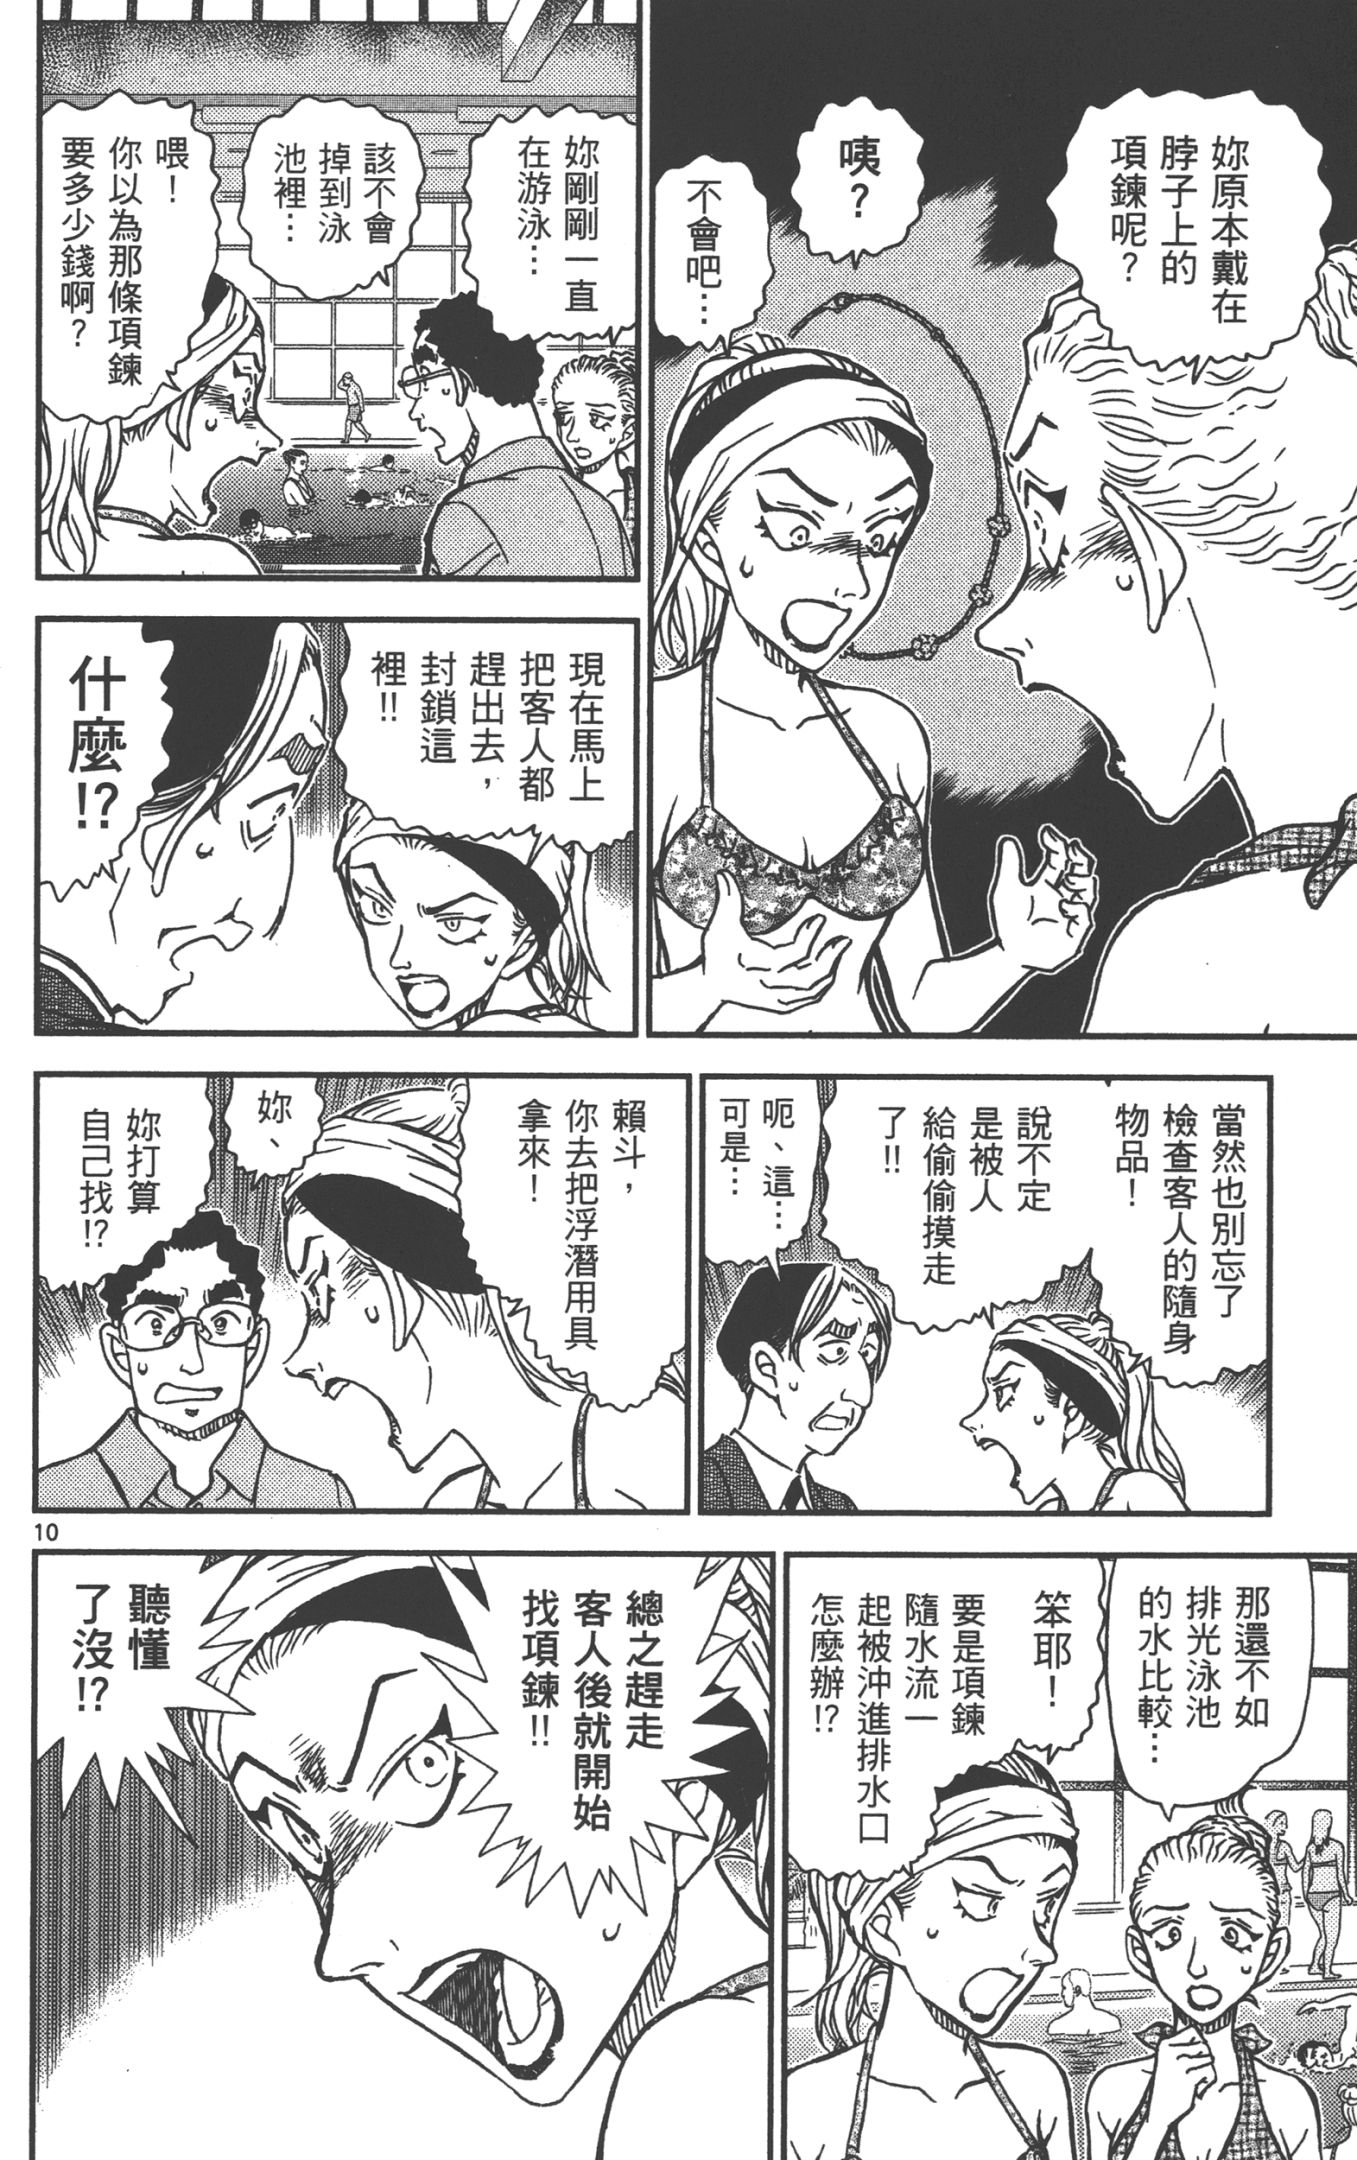 妳原本戴在
脖子上的
項鍊呢？
咦？
不會吧…
妳剛剛一直
在游泳…
該不會
掉到泳
池裡…
喂！
你以為那條項鍊
要多少錢啊？
現在馬上
把客人都
趕出去，
封鎖這
裡!!
什麼!?
當然也別忘了
檢查客人的隨身
物品！
說不定
是被人
給偷偷摸走
了!!
呃、這…
可是…
賴斗，
你去把浮潛用具
拿來！
妳、
妳打算
自己找!?
10
那還不如
排光泳池
的水比較…
笨耶！
要是項鍊
隨水流一
起被沖進排水口
怎麼辦!?
總之趕走
客人後就開始
找項鍊!!
聽懂
了沒!?